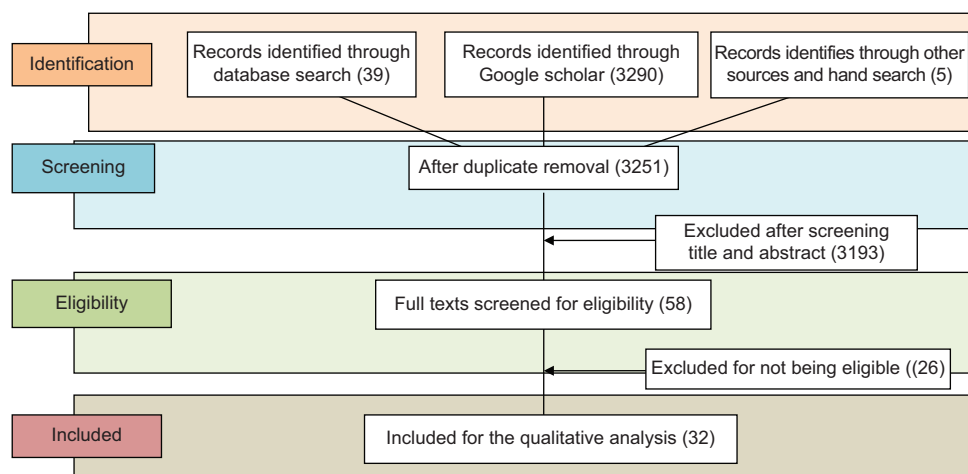 Identification
Records identified through
database search (39)
Records identified through
Google scholar (3290)
Records identifies through other
sources and hand search (5)
Screening
After duplicate removal (3251)
Excluded after screening
title and abstract (3193)
Eligibility
Full texts screened for eligibility (58)
Excluded for not being eligible ((26)
Included
Included for the qualitative analysis (32)